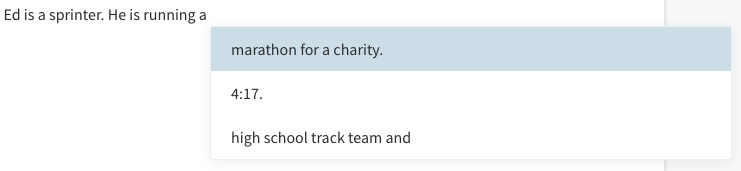 Ed is a sprinter. He is running a
marathon for a charity.
4:17.
high school track team and